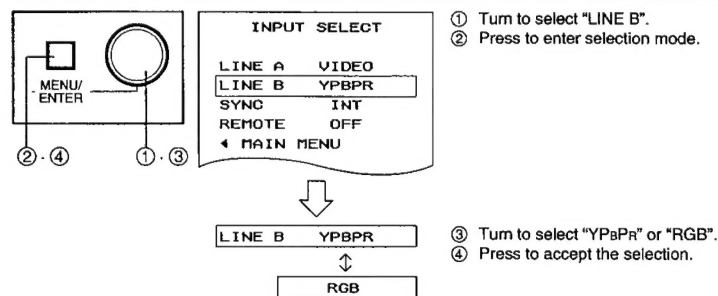 INPUT SELECT
LINE A VIDEO
LINE B YPBPR
SYNC INT
REMOTE OFF
◀ MAIN MENU
MENU/
ENTER
②·④
①·③
① Turn to select “LINE B”.
② Press to enter selection mode.
LINE B YPBPR
RGB
③ Turn to select “YPBPR” or “RGB”.
④ Press to accept the selection.